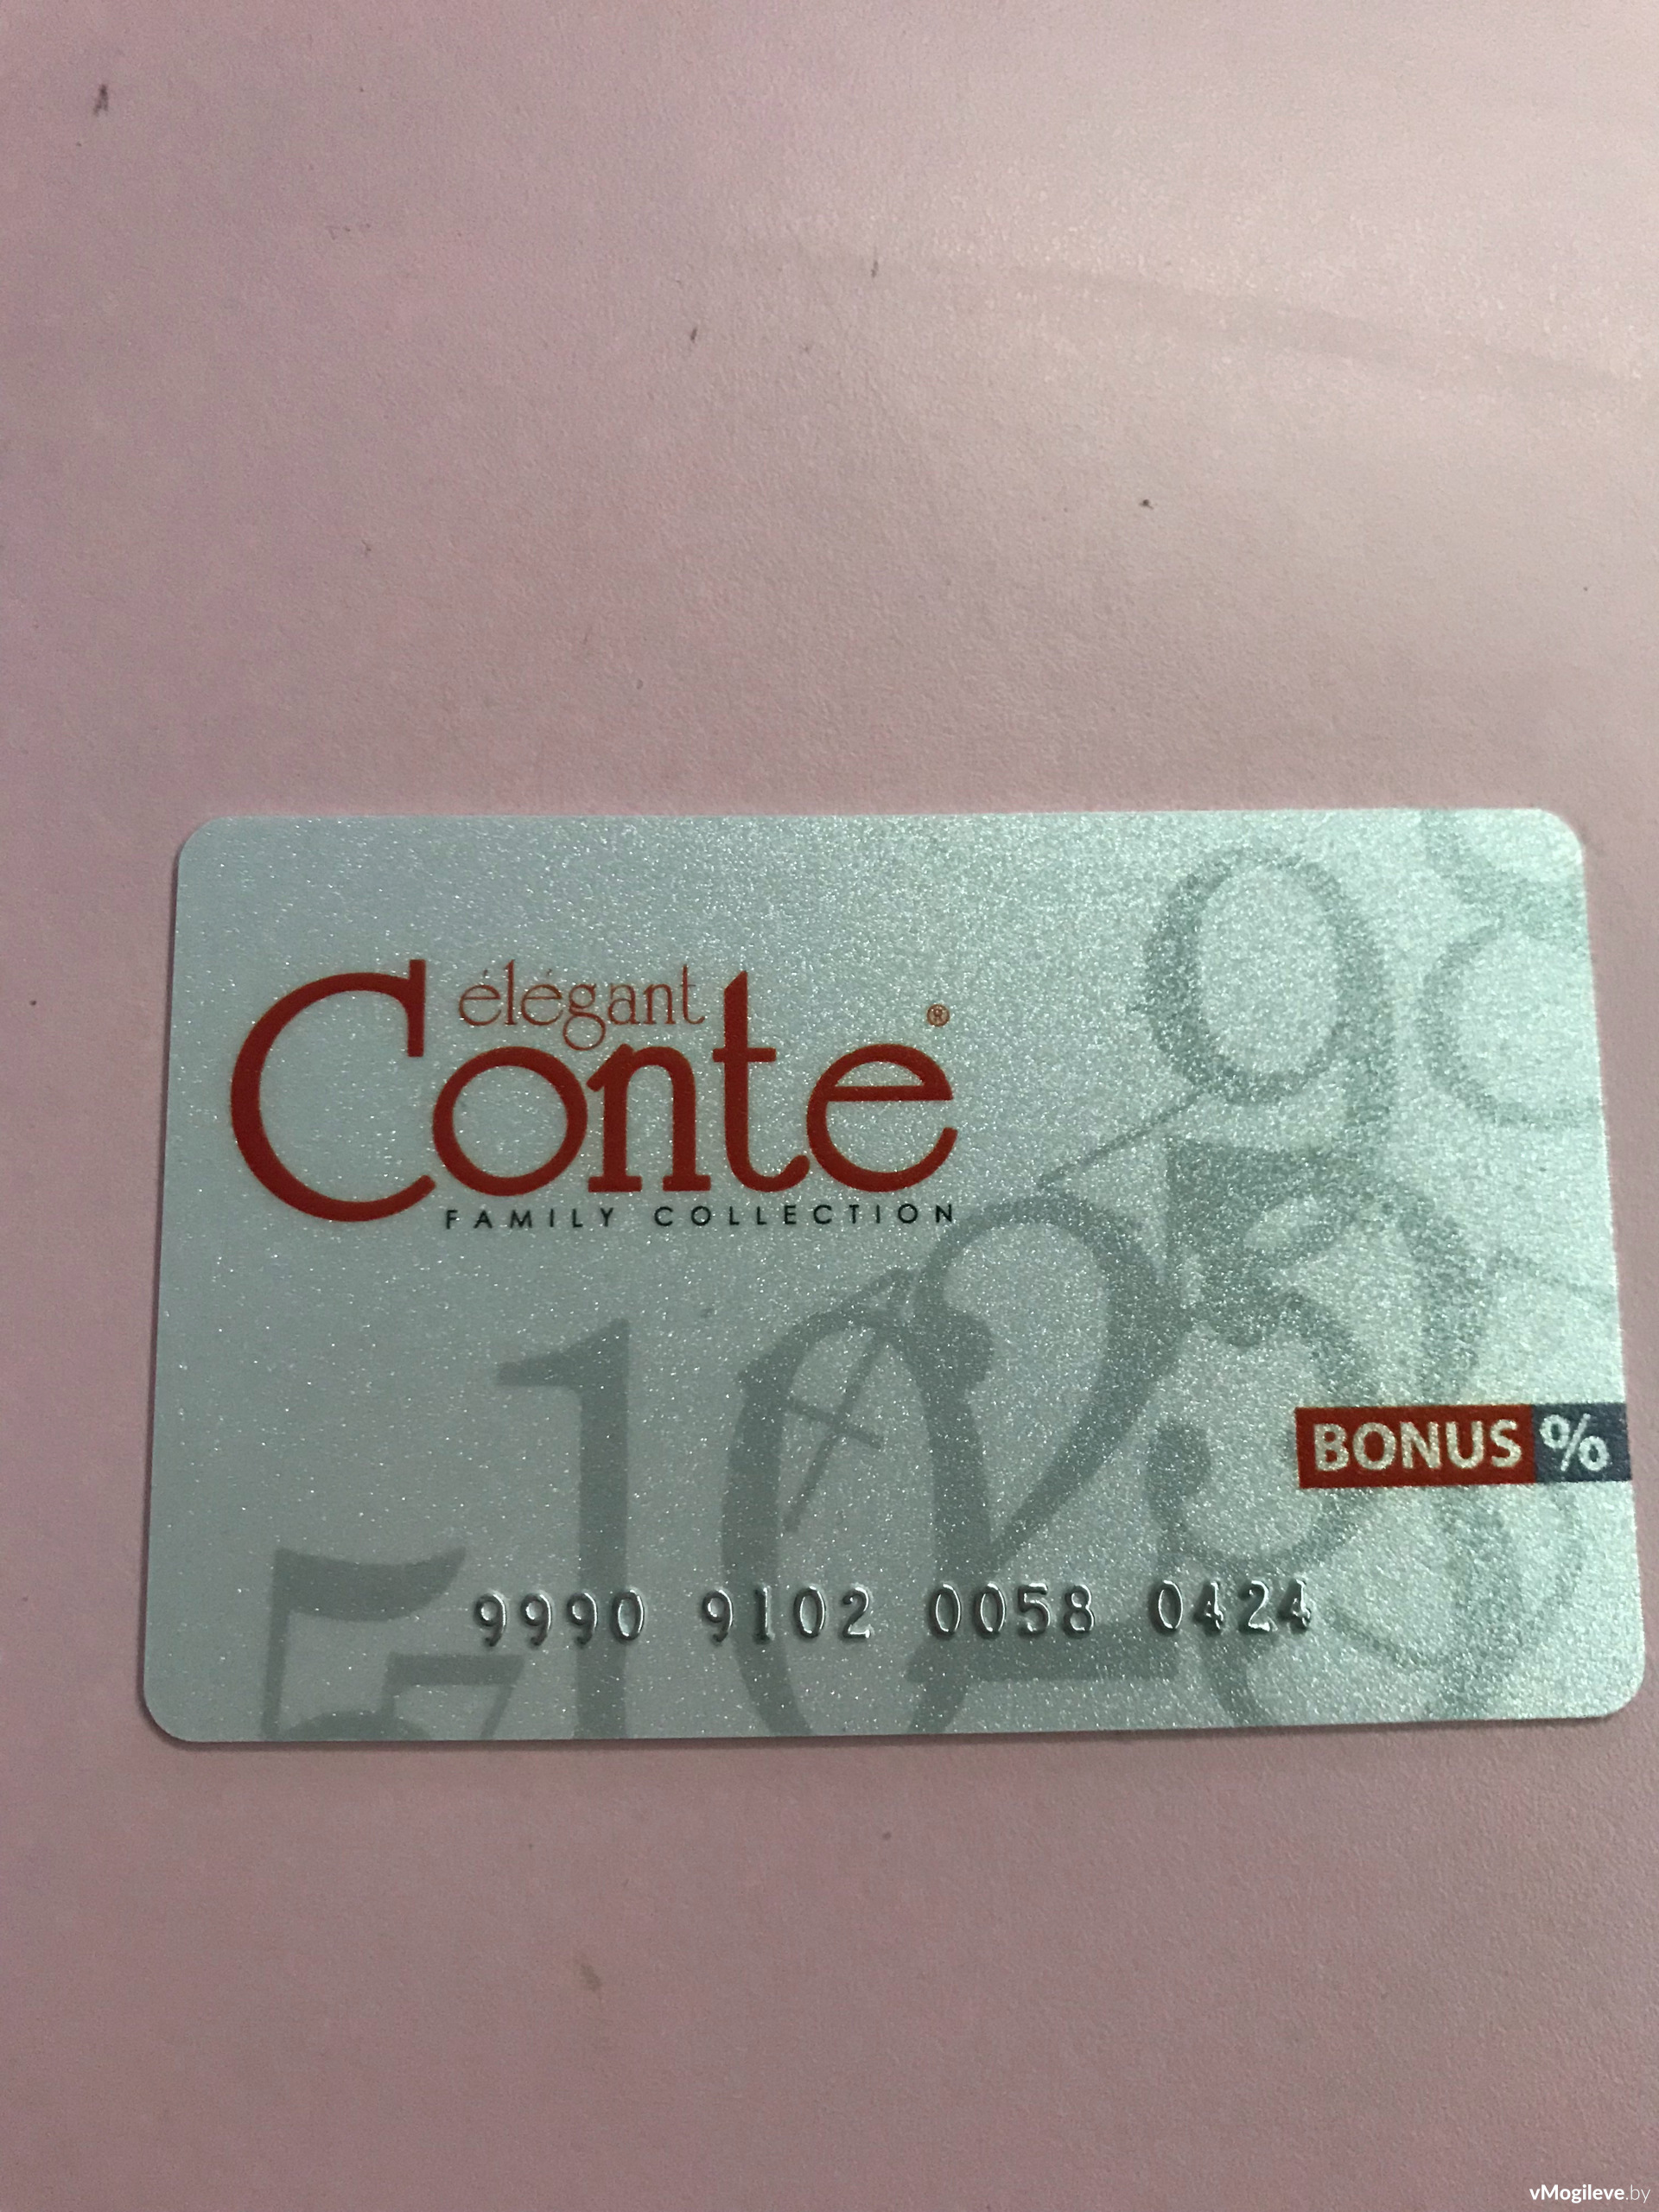 élégant
Conte®
FAMILY COLLECTION
BONUS %
9990 9102 0058 0424
vMogileve.by